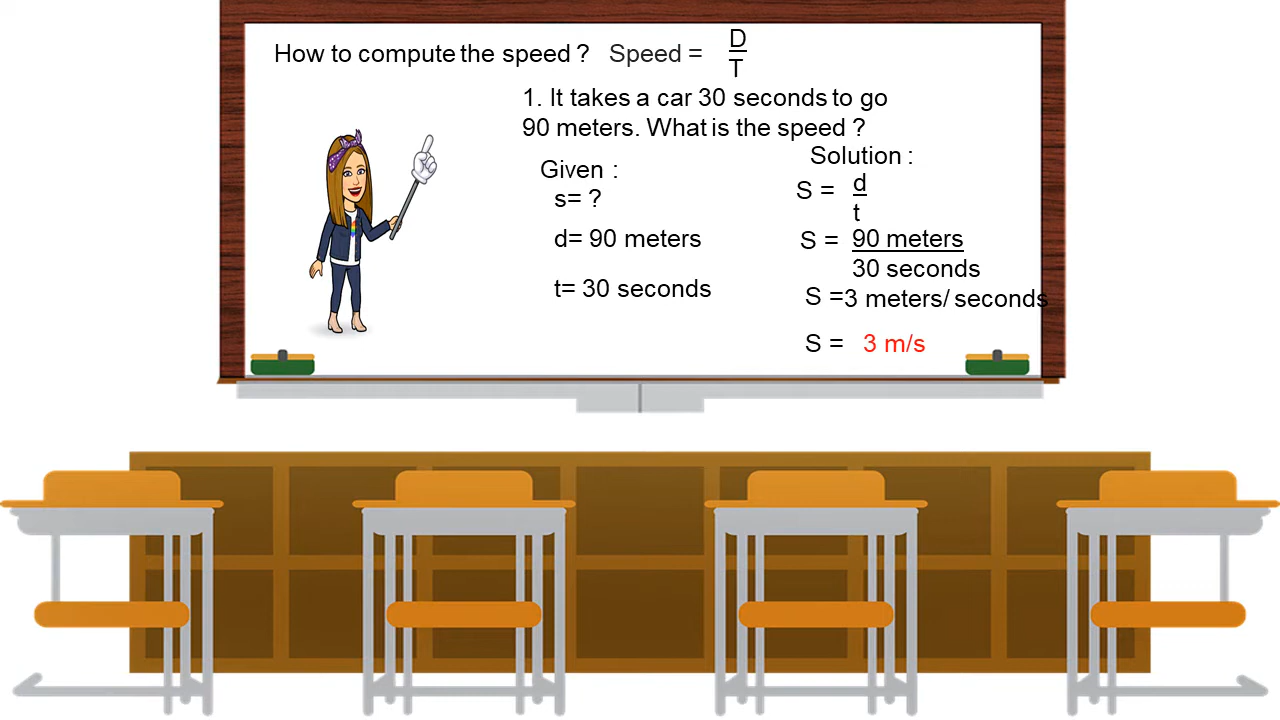 How to compute the speed ? Speed = D
T
1. It takes a car 30 seconds to go
90 meters. What is the speed ?
Given :
s= ?
d= 90 meters
t= 30 seconds
Solution :
S = d
t
S = 90 meters
30 seconds
S =3 meters/ seconds
S = 3 m/s